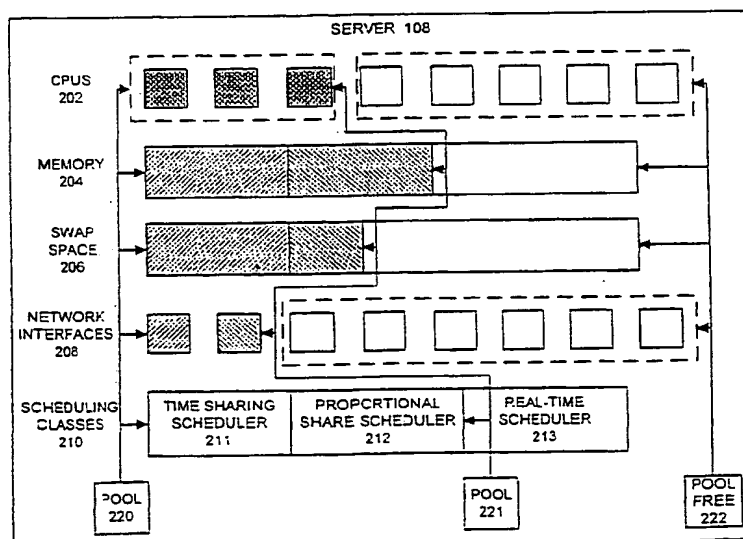 SERVER 108
CPUS
202
MEMORY
204
SWAP
SPACE
206
NETWORK
INTERFACES
208
SCHEDULING
CLASSES
210
TIME SHARING
SCHEDULER
211
PROPORTIONAL
SHARE SCHEDULER
212
REAL-TIME
SCHEDULER
213
POOL
220
POOL
221
POOL
FREE
222